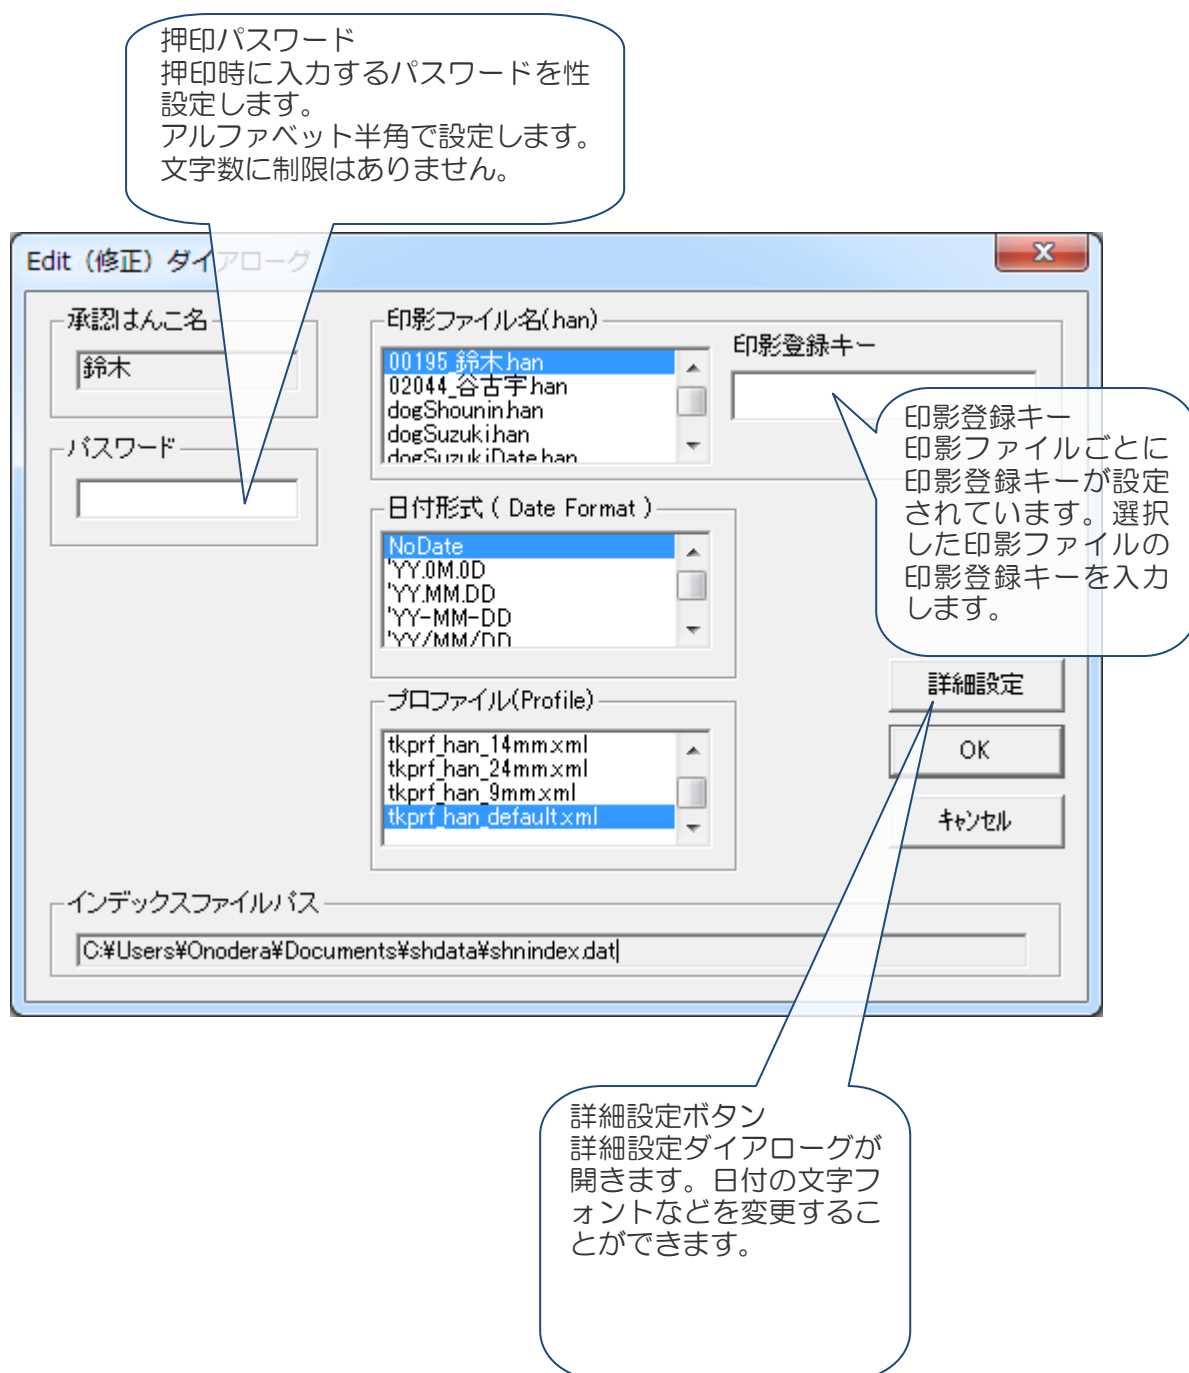 押印パスワード
押印時に入力するパスワードを性
設定します。
アルファベット半角で設定します。
文字数に制限はありません。
Edit（修正）ダイアローグ
承認はんこ名
鈴木
パスワード
印影ファイル名(han)
00195_鈴木.han
02044_谷古宇.han
dogShounin.han
dogSuzuki.han
dogSuzukiDate.han
印影登録キー
印影登録キー
印影ファイルごとに
印影登録キーが設定
されています。選択
した印影ファイルの
印影登録キーを入力
します。
日付形式 ( Date Format )
NoDate
'YY.0M.0D
'YY.MM.DD
'YY-MM-DD
'YY/MM/DD
プロファイル(Profile)
tkprf_han_14mm.xml
tkprf_han_24mm.xml
tkprf_han_9mm.xml
tkprf_han_default.xml
詳細設定
OK
キャンセル
インデックスファイルパス
C:¥Users¥Onodera¥Documents¥shdata¥shnindex.dat
詳細設定ボタン
詳細設定ダイアローグが
開きます。日付の文字フ
ォントなどを変更するこ
とができます。